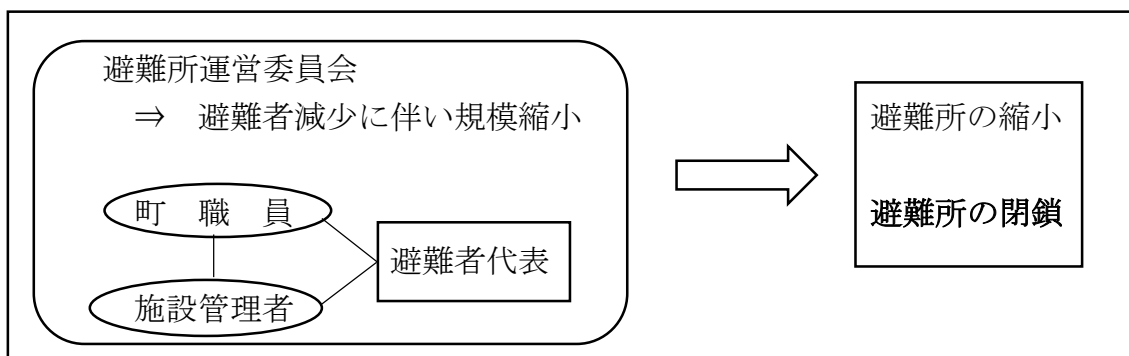 避難所運営委員会
⇒ 避難者減少に伴い規模縮小
町 職 員
避難者代表
施設管理者
避難所の縮小
避難所の閉鎖